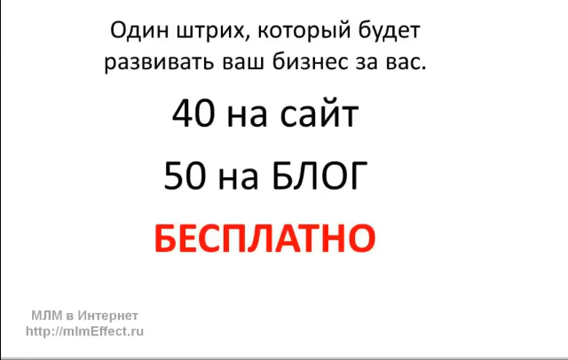 Один штрих, который будет
развивать ваш бизнес за вас.
40 на сайт
50 на БЛОГ
БЕСПЛАТНО
МЛМ в Интернет
http://mlmEffect.ru